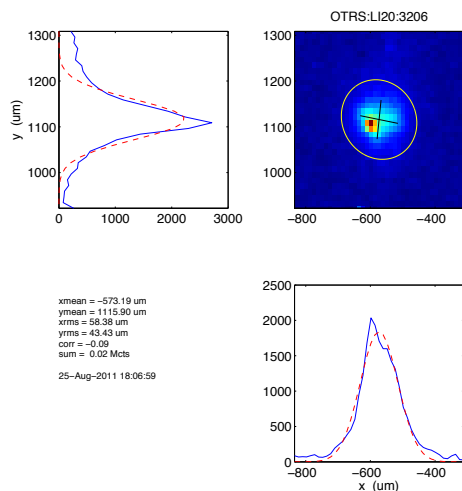 OTRS:LI20:3206
1300
1200
1100
1000
y (um)
0 1000 2000 3000
1300
1200
1100
1000
−800 −600 −400
xmean = −573.19 um
ymean = 1115.90 um
xrms = 58.38 um
yrms = 43.43 um
corr = −0.09
sum = 0.02 Mcts
25−Aug−2011 18:06:59
2500
2000
1500
1000
500
0
−800 −600 −400
x (um)